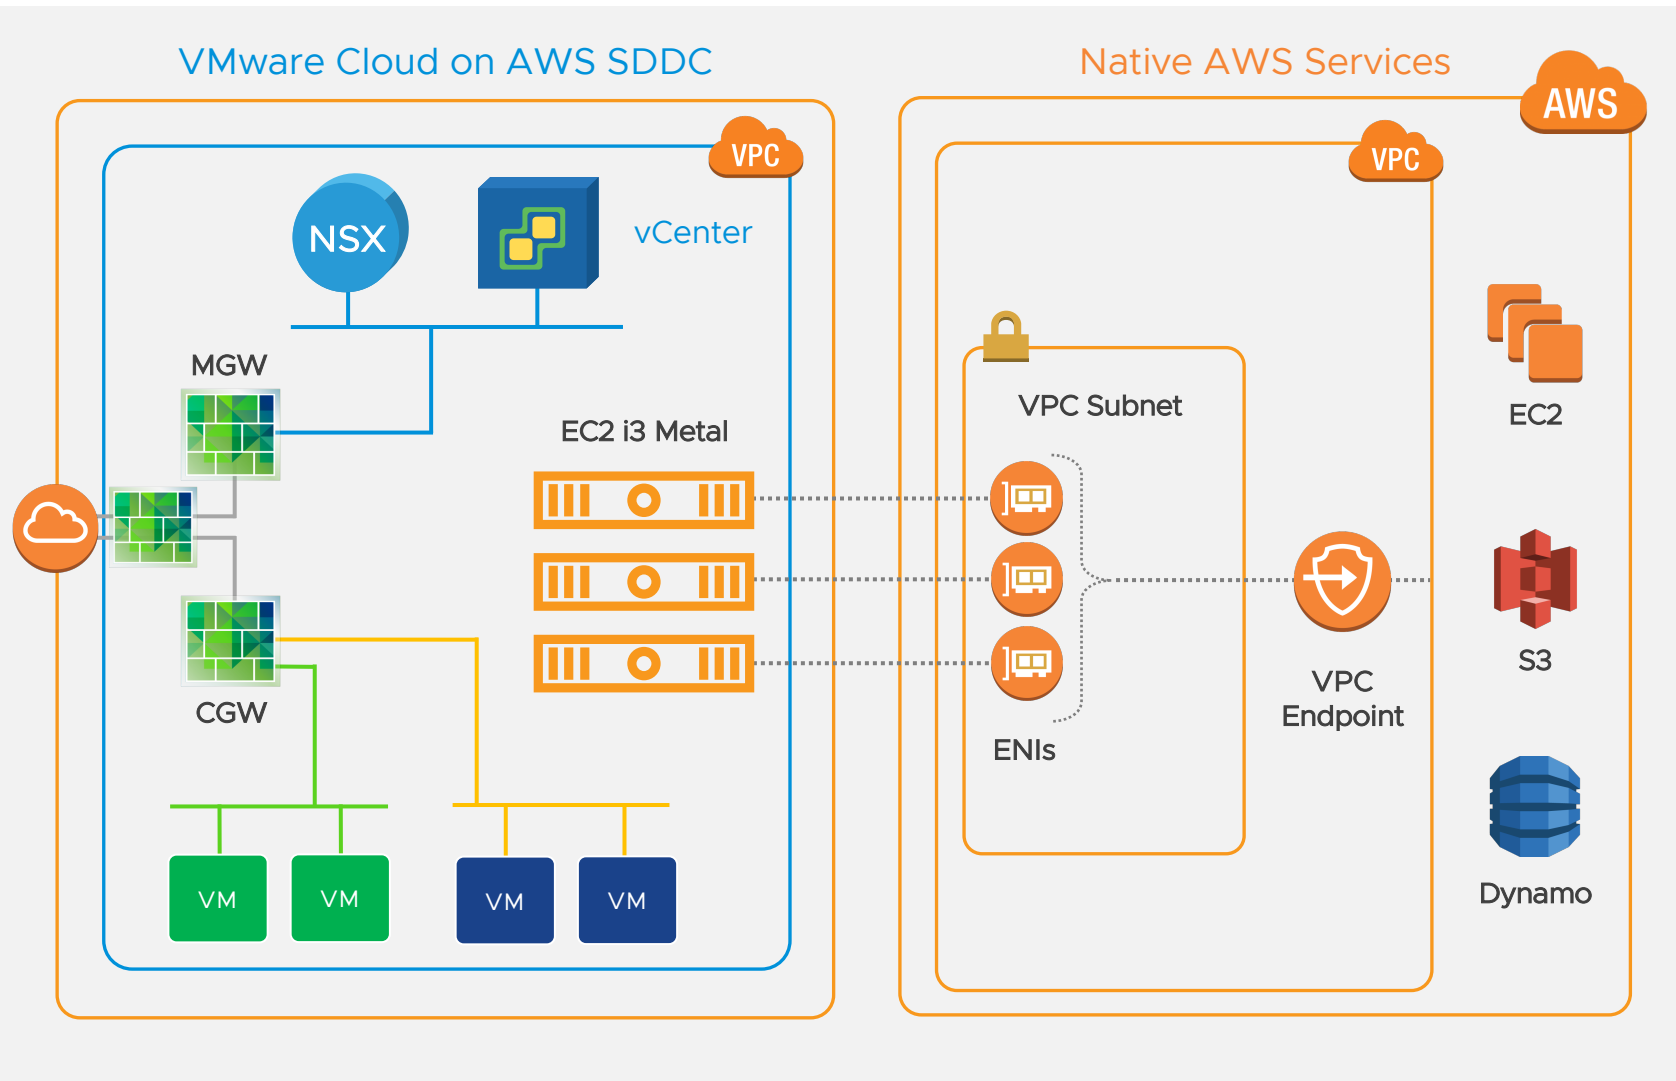 VMware Cloud on AWS SDDC
Native AWS Services
AWS
VPC
VPC
NSX
vCenter
MGW
EC2 i3 Metal
VPC Subnet
EC2
CGW
ENIs
VPC
Endpoint
S3
VM
VM
VM
VM
Dynamo